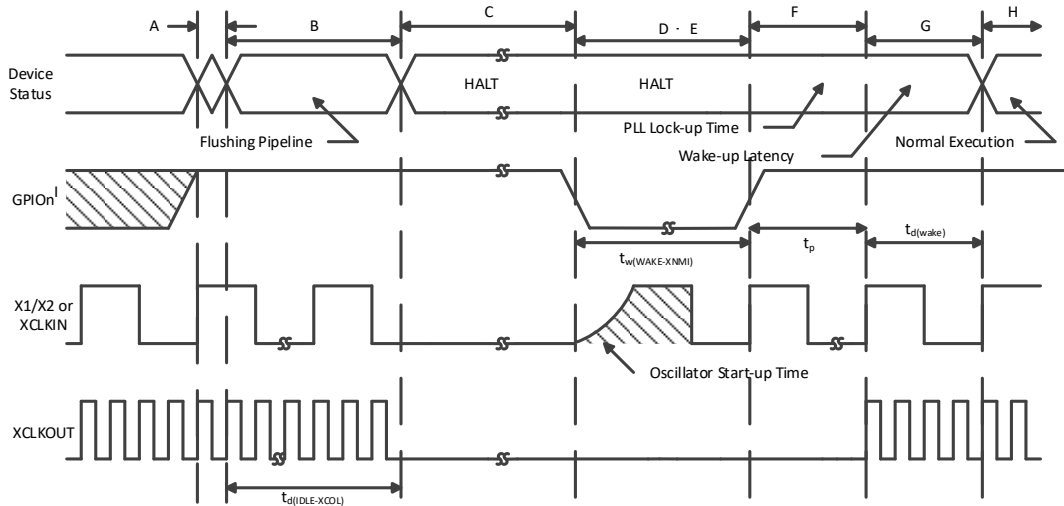 A
B
C
D · E
F
G
H
Device
Status
HALT
HALT
Flushing Pipeline
PLL Lock-up Time
Wake-up Latency
Normal Execution
GPIOn^I
t_w(WAKE-XNMI)
t_p
t_d(wake)
X1/X2 or
XCLKIN
Oscillator Start-up Time
XCLKOUT
t_d(IDLE-XCOL)